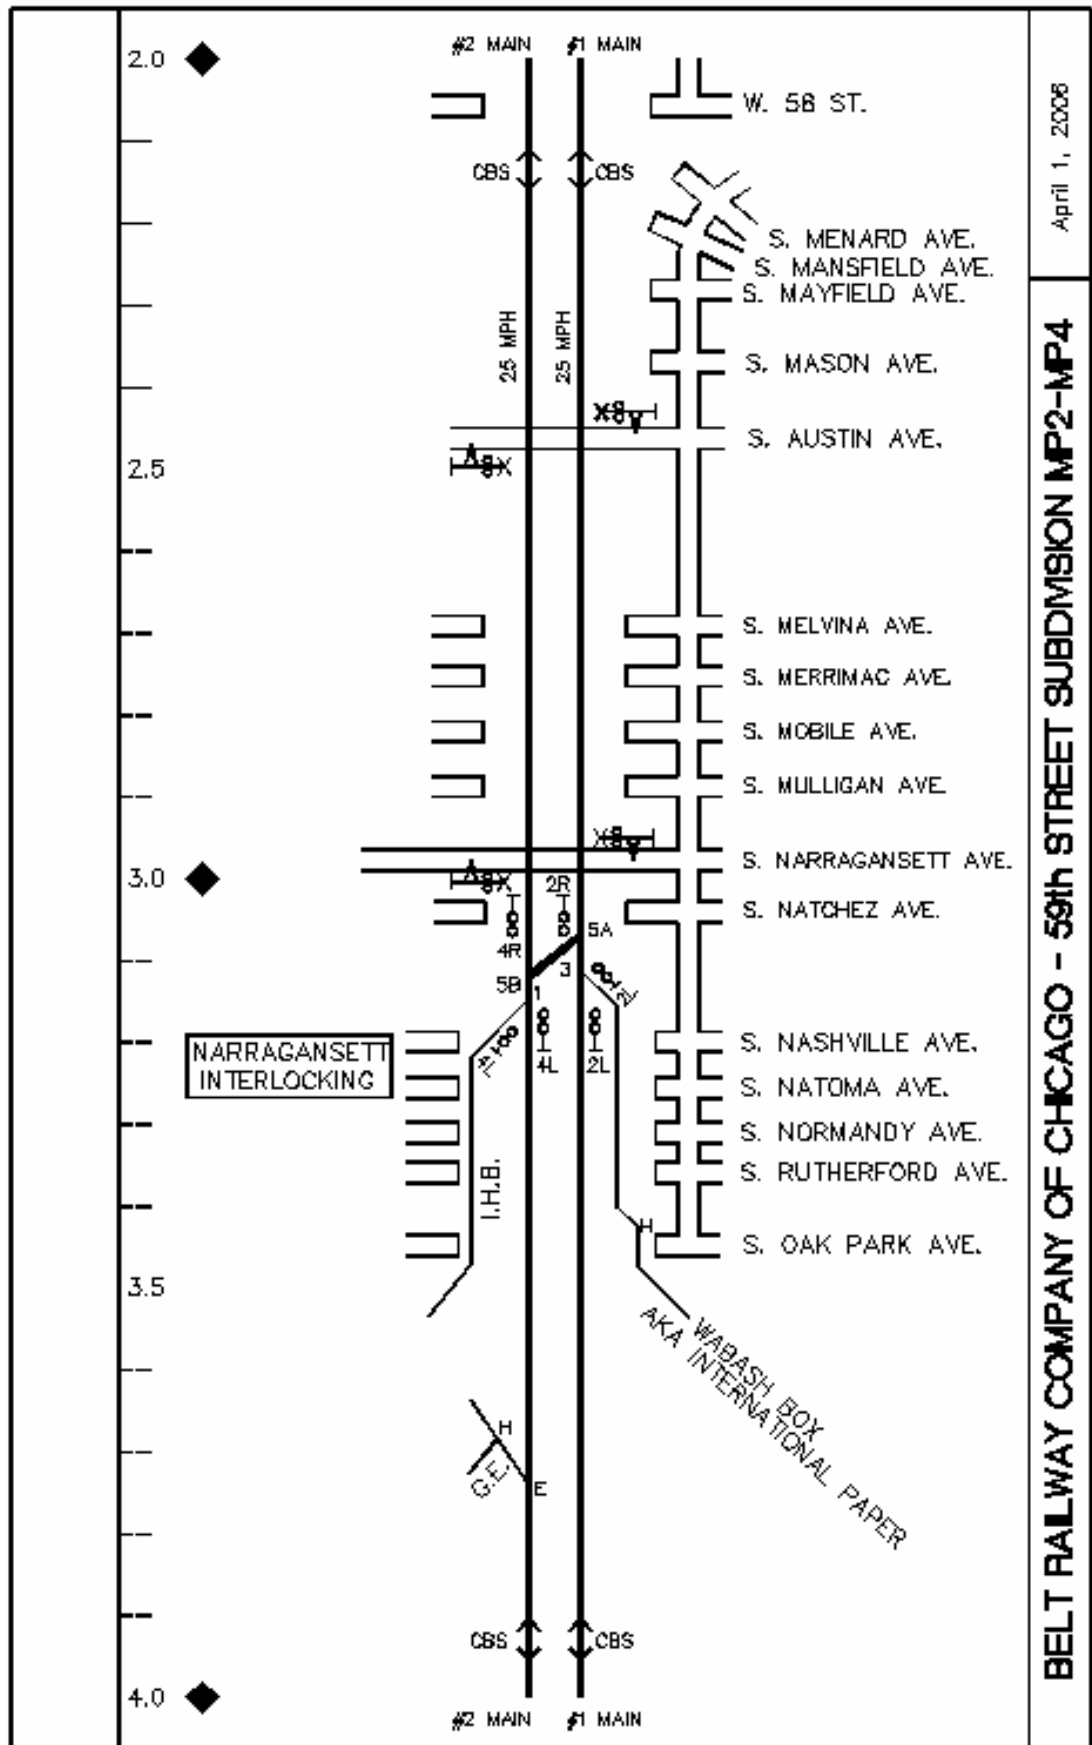 #2 MAIN #1 MAIN
2.0
W. 56 ST.
CBS CBS
S. MENARD AVE.
S. MANSFIELD AVE.
S. MAYFIELD AVE.
25 MPH 25 MPH
S. MASON AVE.
X
S. AUSTIN AVE.
2.5
X
S. MELVINA AVE.
S. MERRIMAC AVE.
S. MOBILE AVE.
S. MULLIGAN AVE.
X
S. NARRAGANSETT AVE.
3.0
X 2R
S. NATCHEZ AVE.
4R 5A
5B 1 3
NARRAGANSETT
INTERLOCKING
4L 2L
S. NASHVILLE AVE.
S. NATOMA AVE.
S. NORMANDY AVE.
S. RUTHERFORD AVE.
I.H.B.
H
S. OAK PARK AVE.
3.5
WABASH BOX
AKA INTERNATIONAL PAPER
H
G.E.
E
CBS CBS
4.0
#2 MAIN #1 MAIN
April 1, 2006
BELT RAILWAY COMPANY OF CHICAGO - 59th STREET SUBDIVISION MP2-MP4